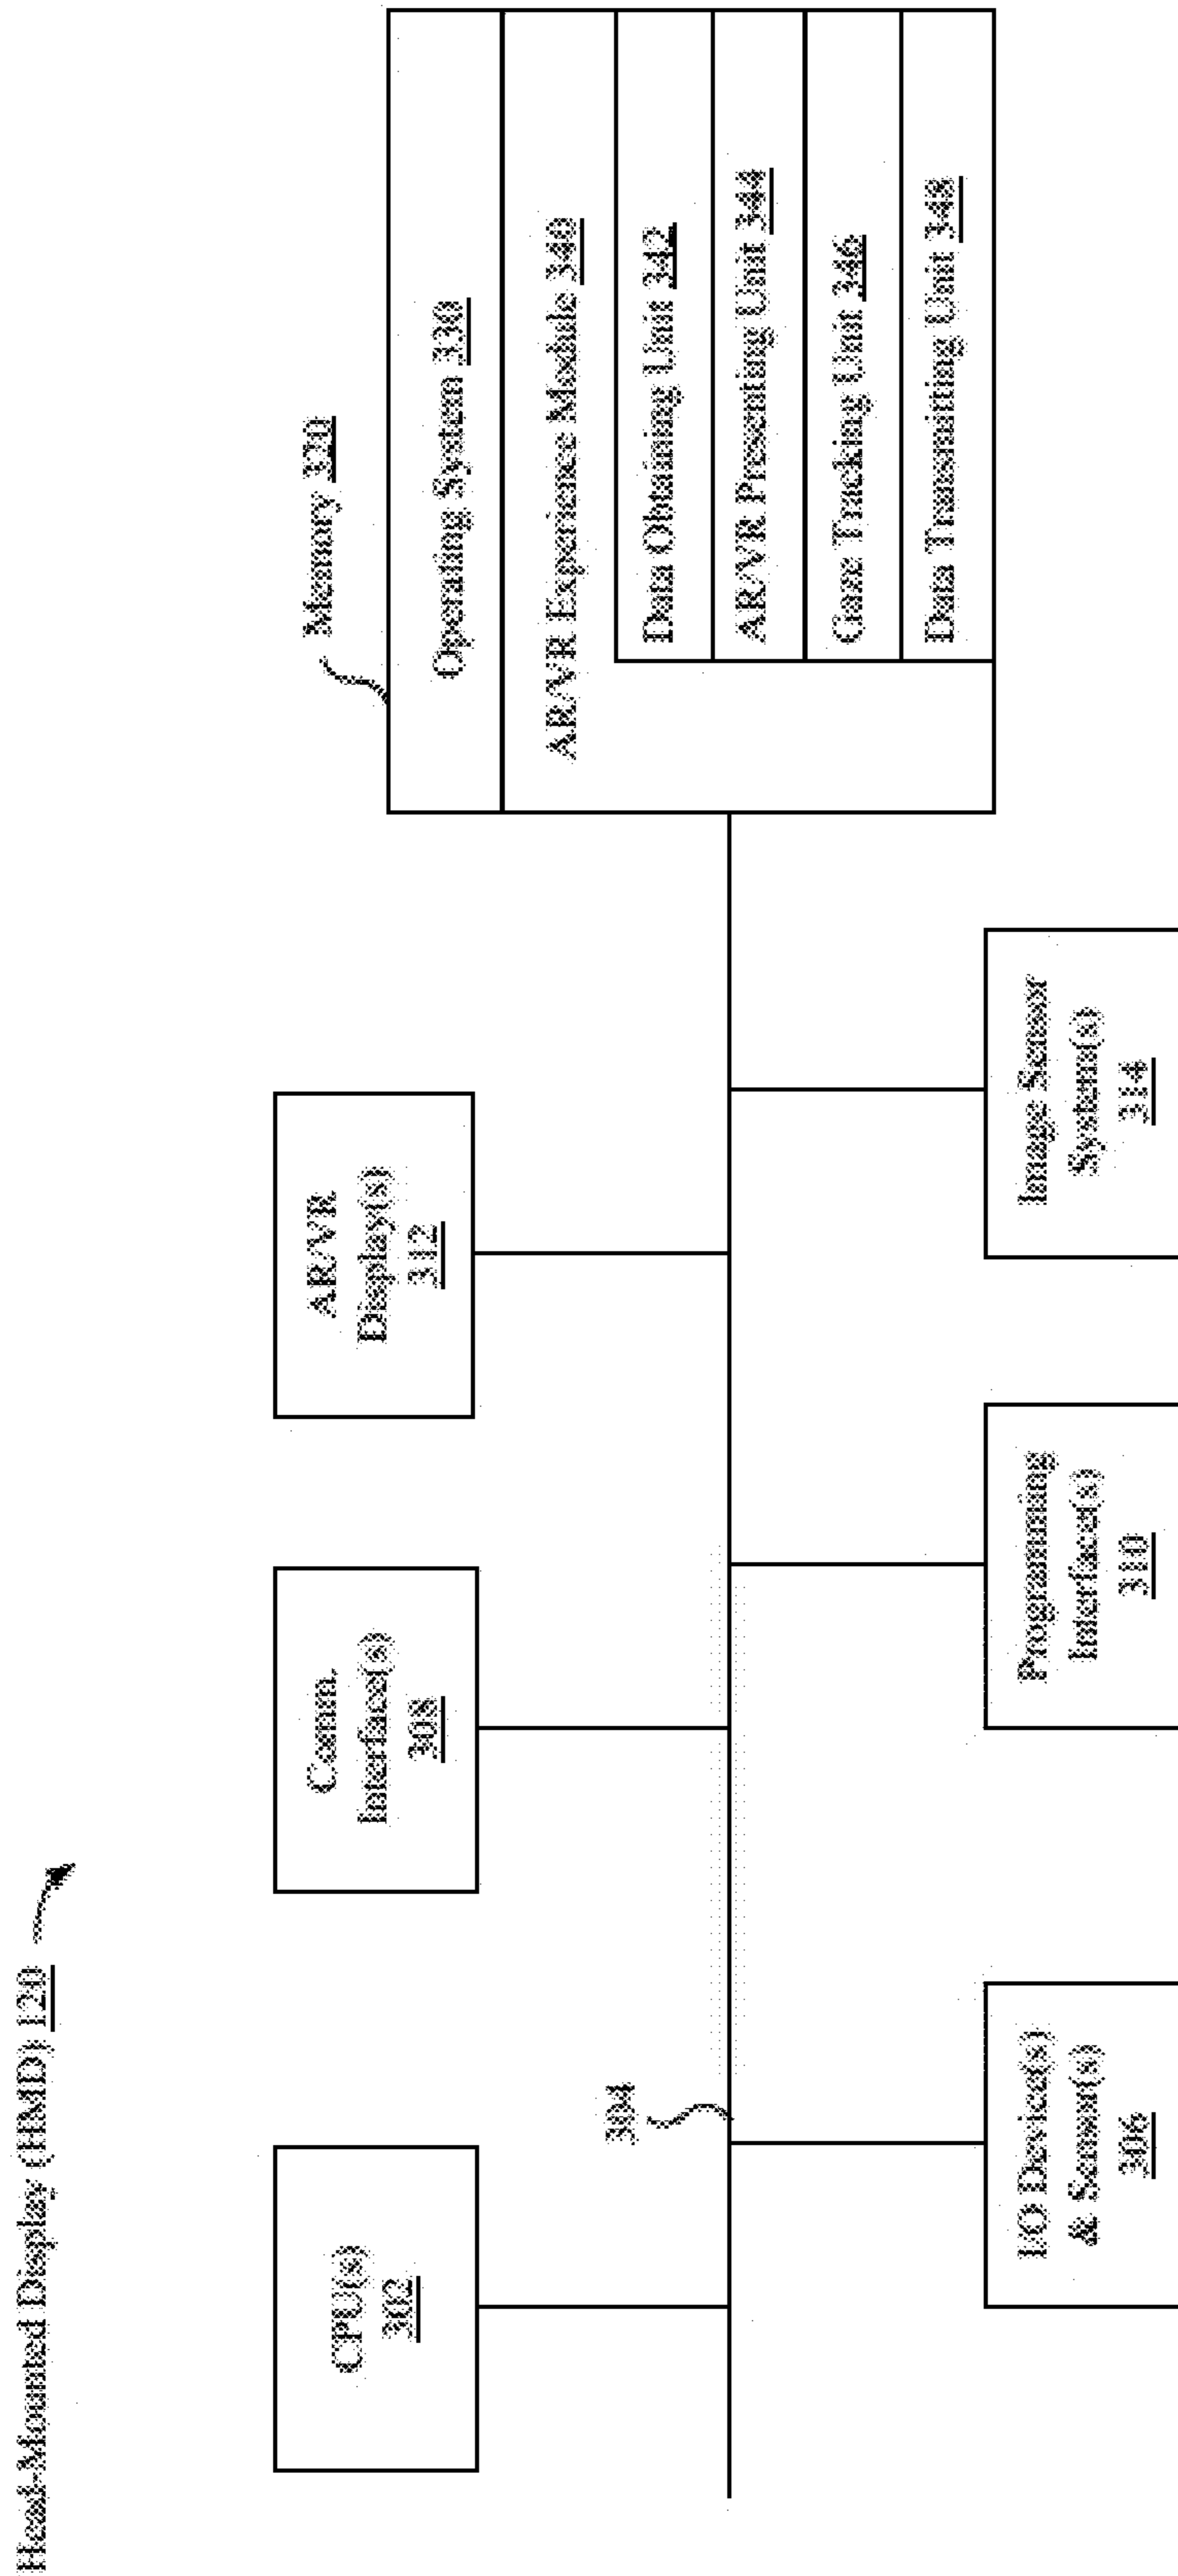 Head-Mounted Display (HMD) 120
CPU(s)
302
Comm.
Interface(s)
308
AR/VR
Display(s)
312
304
I/O Device(s)
& Sensor(s)
306
Programming
Interface(s)
310
Image Sensor
System(s)
314
Memory 320
Operating System 330
AR/VR Experience Module 340
Data Obtaining Unit 342
AR/VR Presenting Unit 344
Gaze Tracking Unit 346
Data Transmitting Unit 348